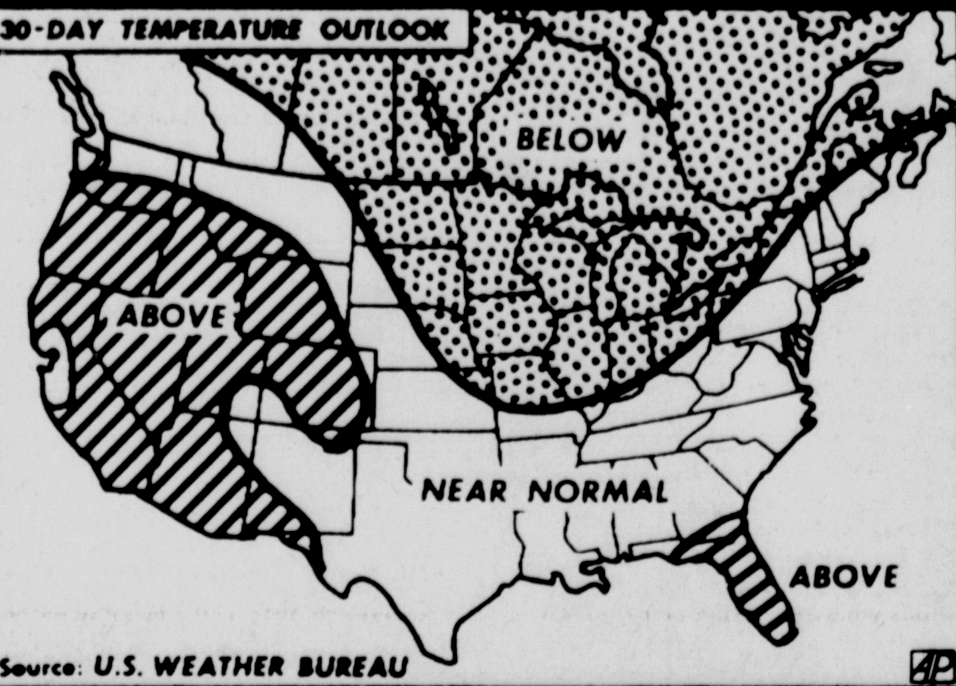 30-DAY TEMPERATURE OUTLOOK
BELOW
ABOVE
NEAR NORMAL
ABOVE
Source: U.S. WEATHER BUREAU
AP